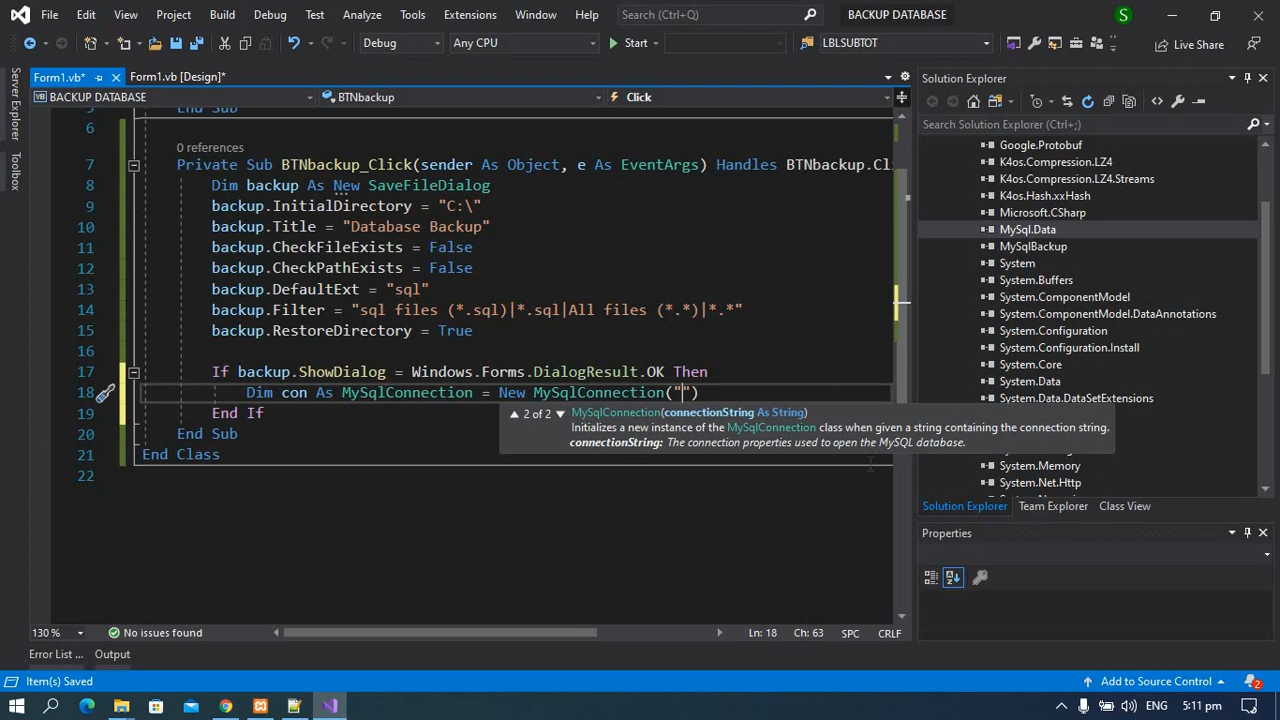 File Edit View Project Build Debug Test Analyze Tools Extensions Window Help Search (Ctrl+;) BACKUP DATABASE S
Debug Any CPU Start LBLSUBTOT Live Share
Form1.vb* Form1.vb [Design]*
BACKUP DATABASE BTNbackup Click
Server Explorer
Toolbox
5 End Sub
6
0 references
7 Private Sub BTNbackup_Click(sender As Object, e As EventArgs) Handles BTNbackup.Cli
8 Dim backup As New SaveFileDialog
9 backup.InitialDirectory = "C:\"
10 backup.Title = "Database Backup"
11 backup.CheckFileExists = False
12 backup.CheckPathExists = False
13 backup.DefaultExt = "sql"
14 backup.Filter = "sql files (*.sql)|*.sql|All files (*.*)|*.*"
15 backup.RestoreDirectory = True
16
17 If backup.ShowDialog = Windows.Forms.DialogResult.OK Then
18 Dim con As MySqlConnection = New MySqlConnection("")
19 End If
20 End Sub
21 End Class
22
2 of 2 MySqlConnection(connectionString As String)
Initializes a new instance of the MySqlConnection class when given a string containing the connection string.
connectionString: The connection properties used to open the MySQL database.
130 % No issues found Ln: 18 Ch: 63 SPC CRLF
Error List ... Output
Solution Explorer
Search Solution Explorer (Ctrl+;)
Google.Protobuf
K4os.Compression.LZ4
K4os.Compression.LZ4.Streams
K4os.Hash.xxHash
Microsoft.CSharp
MySql.Data
MySqlBackup
System
System.Buffers
System.ComponentModel
System.ComponentModel.DataAnnotations
System.Configuration
System.Configuration.Install
System.Core
System.Data
System.Data.DataSetExtensions
System.Memory
System.Net.Http
Solution Explorer Team Explorer Class View
Properties
Item(s) Saved Add to Source Control 2
ENG 5:11 pm